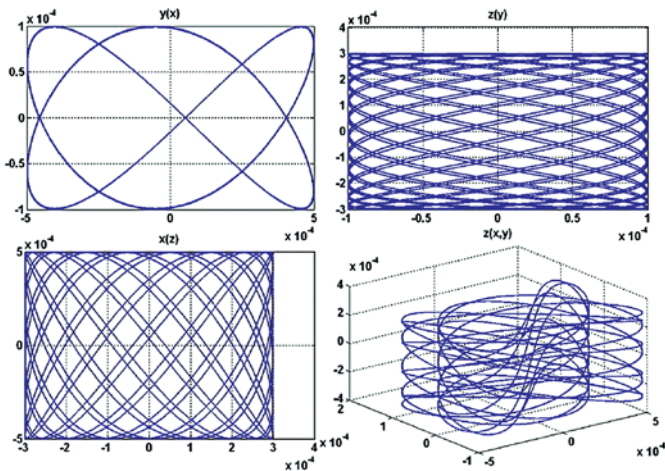 x 10⁻⁴ y(x)
1
0.5
0
-0.5
-1
-5 0 5
x 10⁻⁴
x 10⁻⁴ z(y)
4
3
2
1
0
-1
-2
-3
-1 -0.5 0 0.5 1
x 10⁻⁴
x 10⁻⁴ x(z)
5
0
-5
-3 -2 -1 0 1 2 3 4
x 10⁻⁴
z(x,y)
x 10⁻⁴
4
2
0
-2
-4
2
1
0
-1
x 10⁻⁴
-5
0
5
x 10⁻⁴